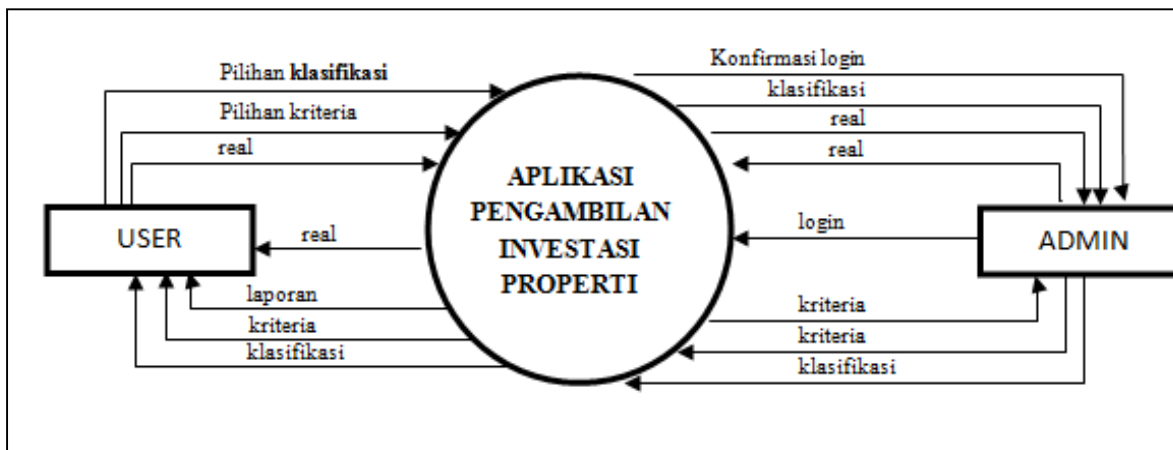 Pilihan klasifikasi
Pilihan kriteria
real
USER
real
laporan
kriteria
klasifikasi
APLIKASI
PENGAMBILAN
INVESTASI
PROPERTI
Konfirmasi login
klasifikasi
real
real
login
ADMIN
kriteria
kriteria
klasifikasi